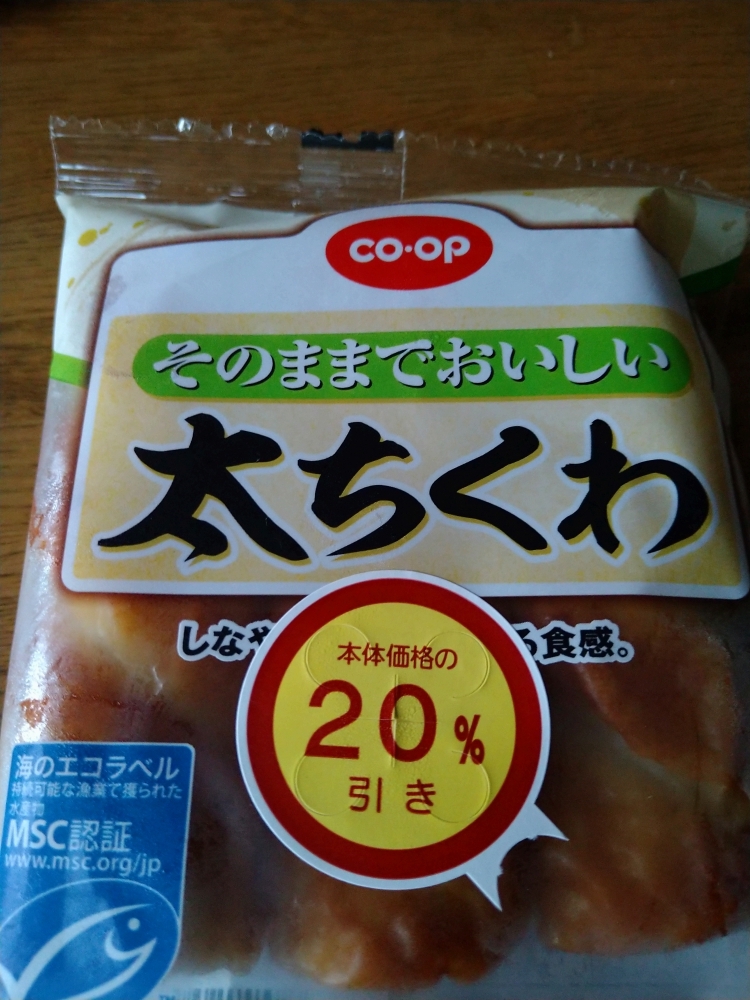 CO·OP
そのままでおいしい
太ちくわ
しなや
る食感。
本体価格の
20%
引き
海のエコラベル
持続可能な漁業で獲られた
水産物
MSC認証
www.msc.org/jp
TM